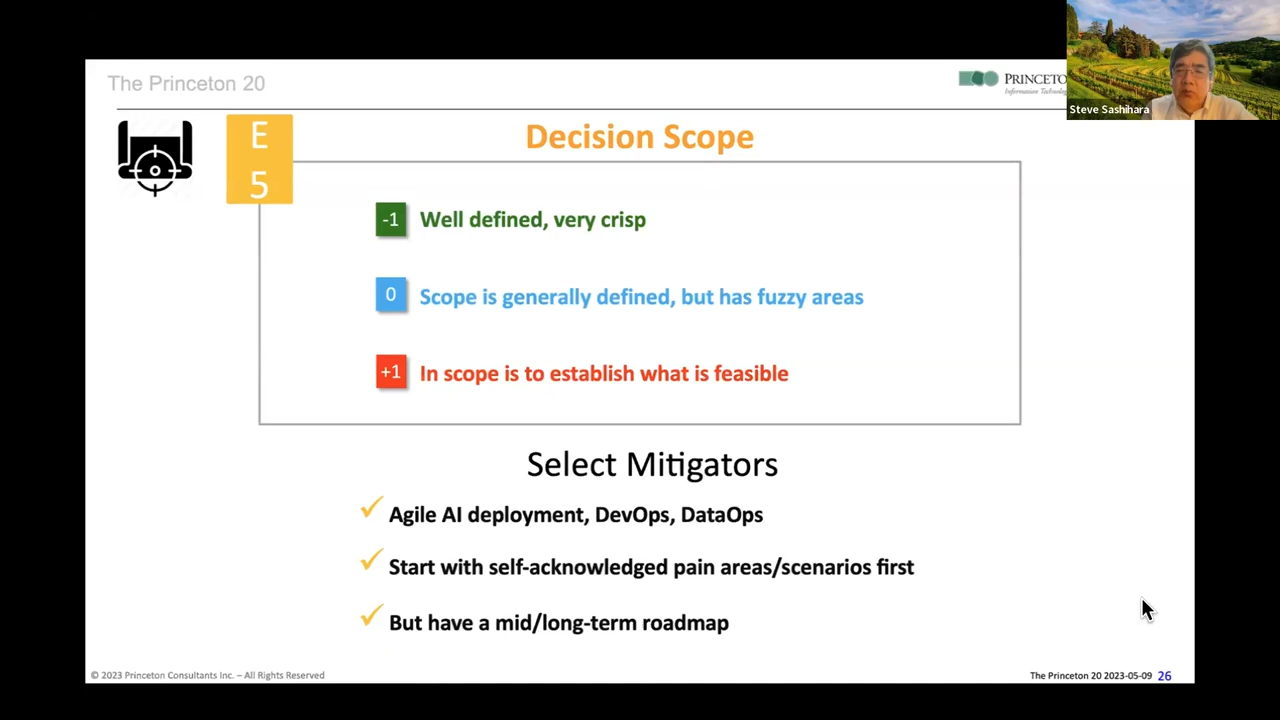 The Princeton 20
PRINCETO
Information Technology
Steve Sashihara
E
5
Decision Scope
-1 Well defined, very crisp
0 Scope is generally defined, but has fuzzy areas
+1 In scope is to establish what is feasible
Select Mitigators
Agile AI deployment, DevOps, DataOps
Start with self-acknowledged pain areas/scenarios first
But have a mid/long-term roadmap
© 2023 Princeton Consultants Inc. – All Rights Reserved
The Princeton 20 2023-05-09 26